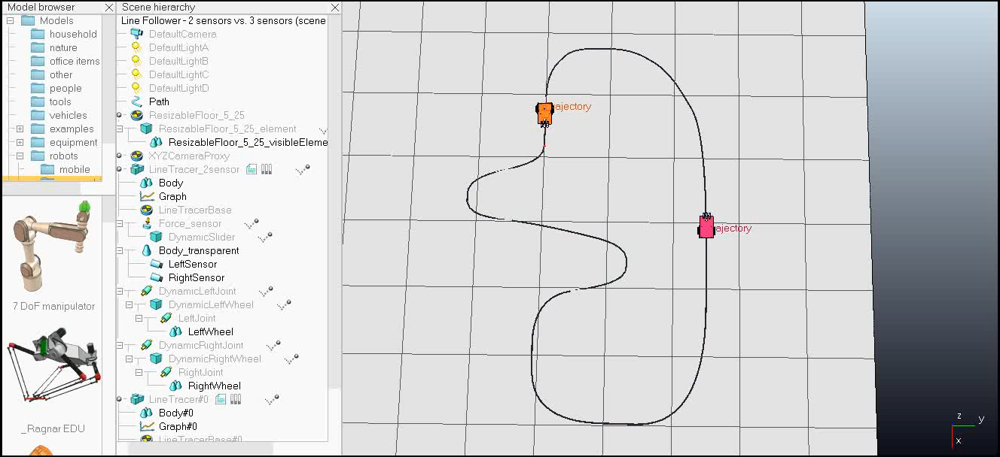 Model browser
Models
household
nature
office items
other
people
tools
vehicles
examples
equipment
robots
mobile
7 DoF manipulator
_Ragnar EDU
Scene hierarchy
Line Follower - 2 sensors vs. 3 sensors (scene
DefaultCamera
DefaultLightA
DefaultLightB
DefaultLightC
DefaultLightD
Path
ResizableFloor_5_25
ResizableFloor_5_25_element
ResizableFloor_5_25_visibleEleme
XYZCameraProxy
LineTracer_2sensor
Body
Graph
LineTracerBase
Force_sensor
DynamicSlider
Body_transparent
LeftSensor
RightSensor
DynamicLeftJoint
DynamicLeftWheel
LeftJoint
LeftWheel
DynamicRightJoint
DynamicRightWheel
RightJoint
RightWheel
LineTracer#0
Body#0
Graph#0
LineTracerBase#0
ajectory
ajectory
z
y
x